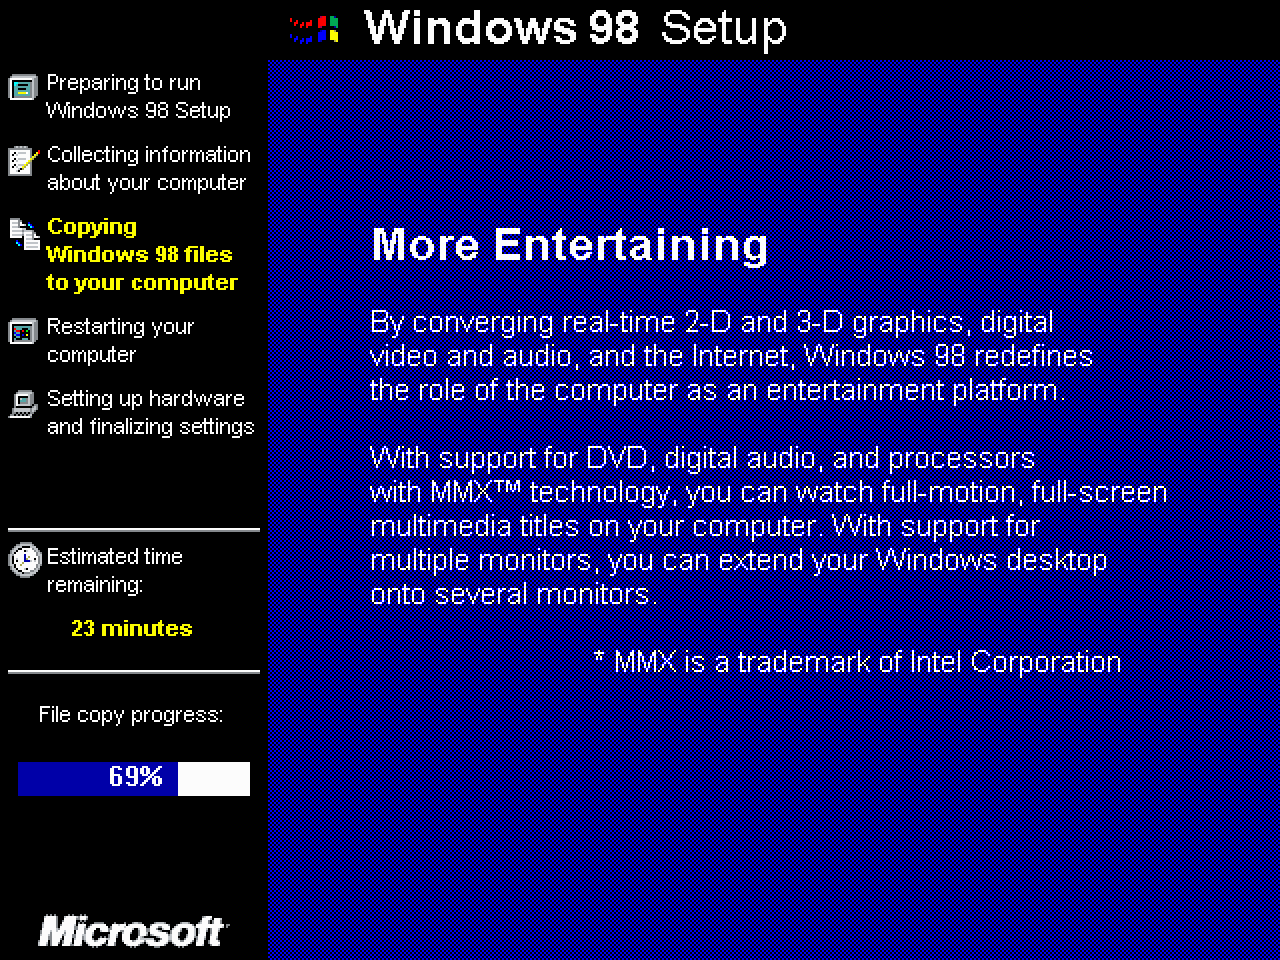 Windows 98 Setup
Preparing to run
Windows 98 Setup
Collecting information
about your computer
Copying
Windows 98 files
to your computer
Restarting your
computer
Setting up hardware
and finalizing settings
Estimated time
remaining:
23 minutes
File copy progress:
69%
Microsoft
More Entertaining
By converging real-time 2-D and 3-D graphics, digital
video and audio, and the Internet, Windows 98 redefines
the role of the computer as an entertainment platform.
With support for DVD, digital audio, and processors
with MMX™ technology, you can watch full-motion, full-screen
multimedia titles on your computer. With support for
multiple monitors, you can extend your Windows desktop
onto several monitors.
* MMX is a trademark of Intel Corporation